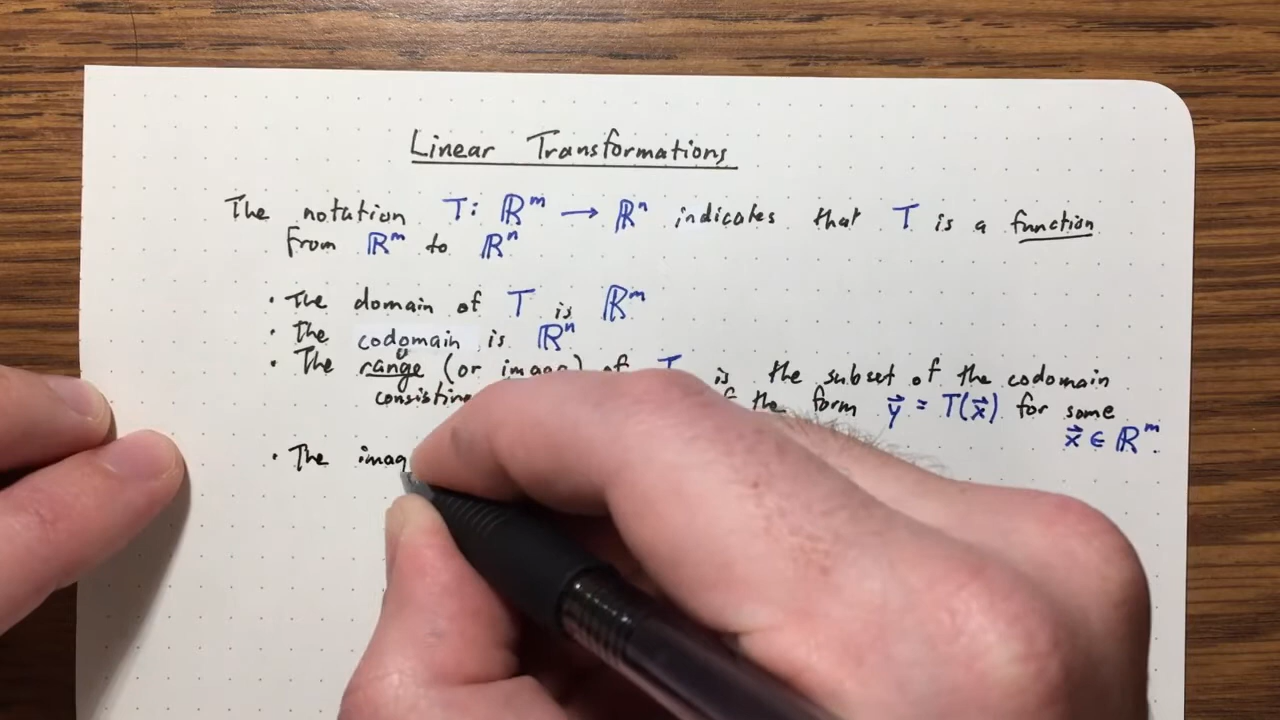 Linear Transformations
The notation T: ℝᵐ → ℝⁿ indicates that T is a function
from ℝᵐ to ℝⁿ
· The domain of T is ℝᵐ
· The codomain is ℝⁿ
· The range (or image) of T is the subset of the codomain
consisting the form y⃗ = T(x⃗) for some
x⃗ ∈ ℝᵐ.
· The imag